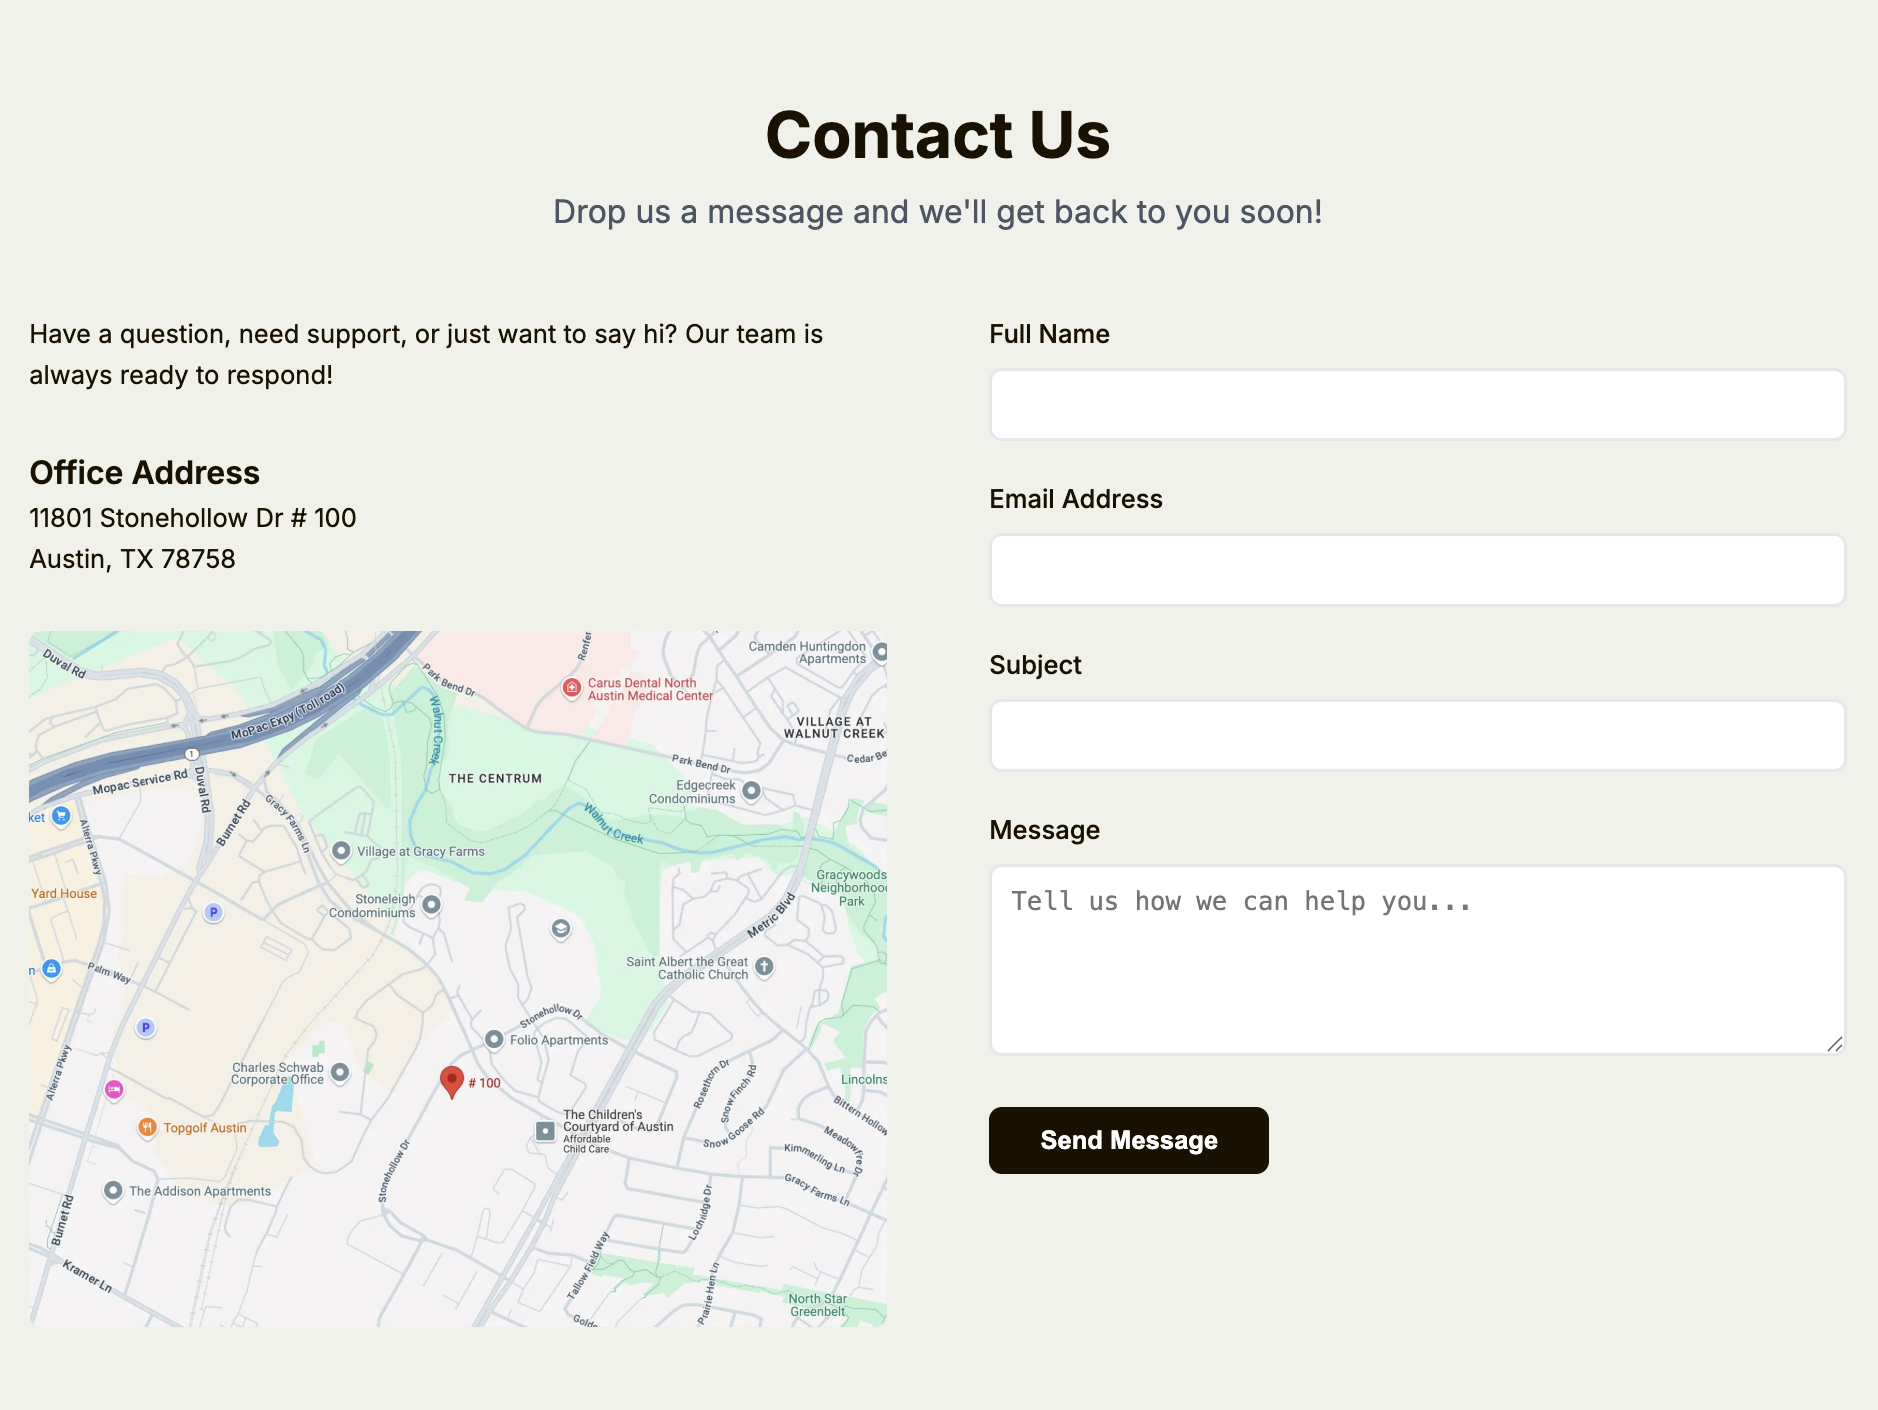 Contact Us
Drop us a message and we'll get back to you soon!
Have a question, need support, or just want to say hi? Our team is
always ready to respond!
Office Address
11801 Stonehollow Dr # 100
Austin, TX 78758
Duval Rd
MoPac Expy (Toll road)
1
Mopac Service Rd
Duval Rd
Burnet Rd
Gracy Farms Ln
Park Bend Dr
Renfer
Carus Dental North
Austin Medical Center
Camden Huntingdon
Apartments
VILLAGE AT
WALNUT CREEK
Cedar Be
Walnut Creek
THE CENTRUM
Park Bend Dr
Edgecreek
Condominiums
Walnut Creek
ket
Alterra Pkwy
Village at Gracy Farms
Yard House
P
Stoneleigh
Condominiums
Gracywoods
Neighborhood
Park
Metric Blvd
Saint Albert the Great
Catholic Church
n
Palm Way
P
Stonehollow Dr
Folio Apartments
Alterra Pkwy
Charles Schwab
Corporate Office
# 100
Rosethorn Dr
Snow Finch Rd
Snow Goose Rd
Lincolns
Bittern Hollow
Meadowfire Dr
Kimmerling Ln
Gracy Farms Ln
Topgolf Austin
The Children's
Courtyard of Austin
Affordable
Child Care
Stonehollow Dr
The Addison Apartments
Burnet Rd
Kramer Ln
Lochridge Dr
Tallow Field Way
Prairie Hen Ln
Golde
North Star
Greenbelt
Full Name
Email Address
Subject
Message
Tell us how we can help you...
Send Message